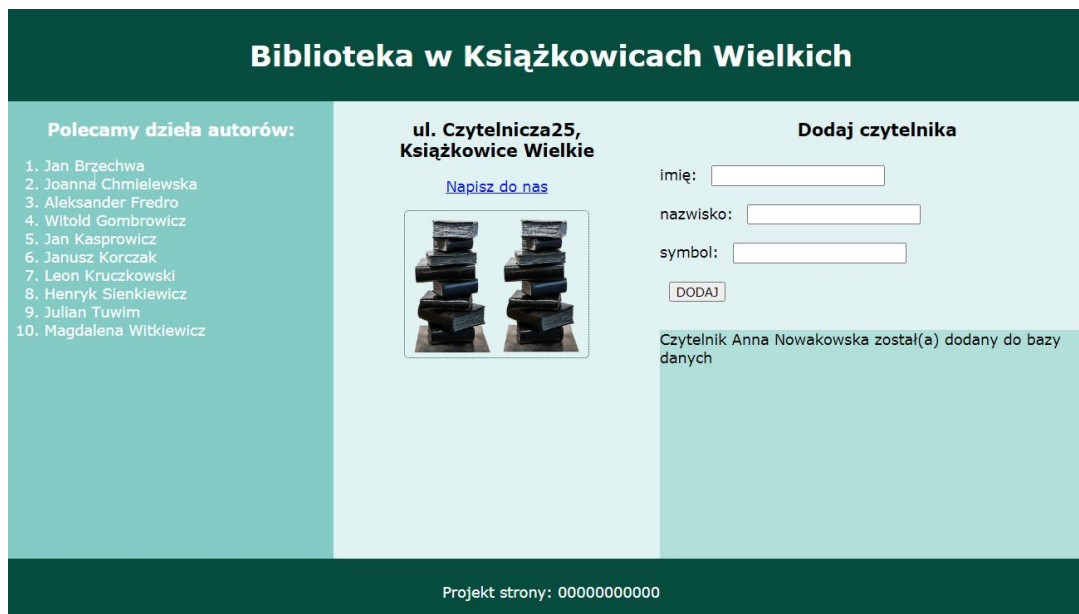 Biblioteka w Książkowicach Wielkich
Polecamy dzieła autorów:
1. Jan Brzechwa
2. Joanna Chmielewska
3. Aleksander Fredro
4. Witold Gombrowicz
5. Jan Kasprowicz
6. Janusz Korczak
7. Leon Kruczkowski
8. Henryk Sienkiewicz
9. Julian Tuwim
10. Magdalena Witkiewicz
ul. Czytelnicza25,
Książkowice Wielkie
Napisz do nas
Dodaj czytelnika
imię:
nazwisko:
symbol:
DODAJ
Czytelnik Anna Nowakowska został(a) dodany do bazy
danych
Projekt strony: 00000000000